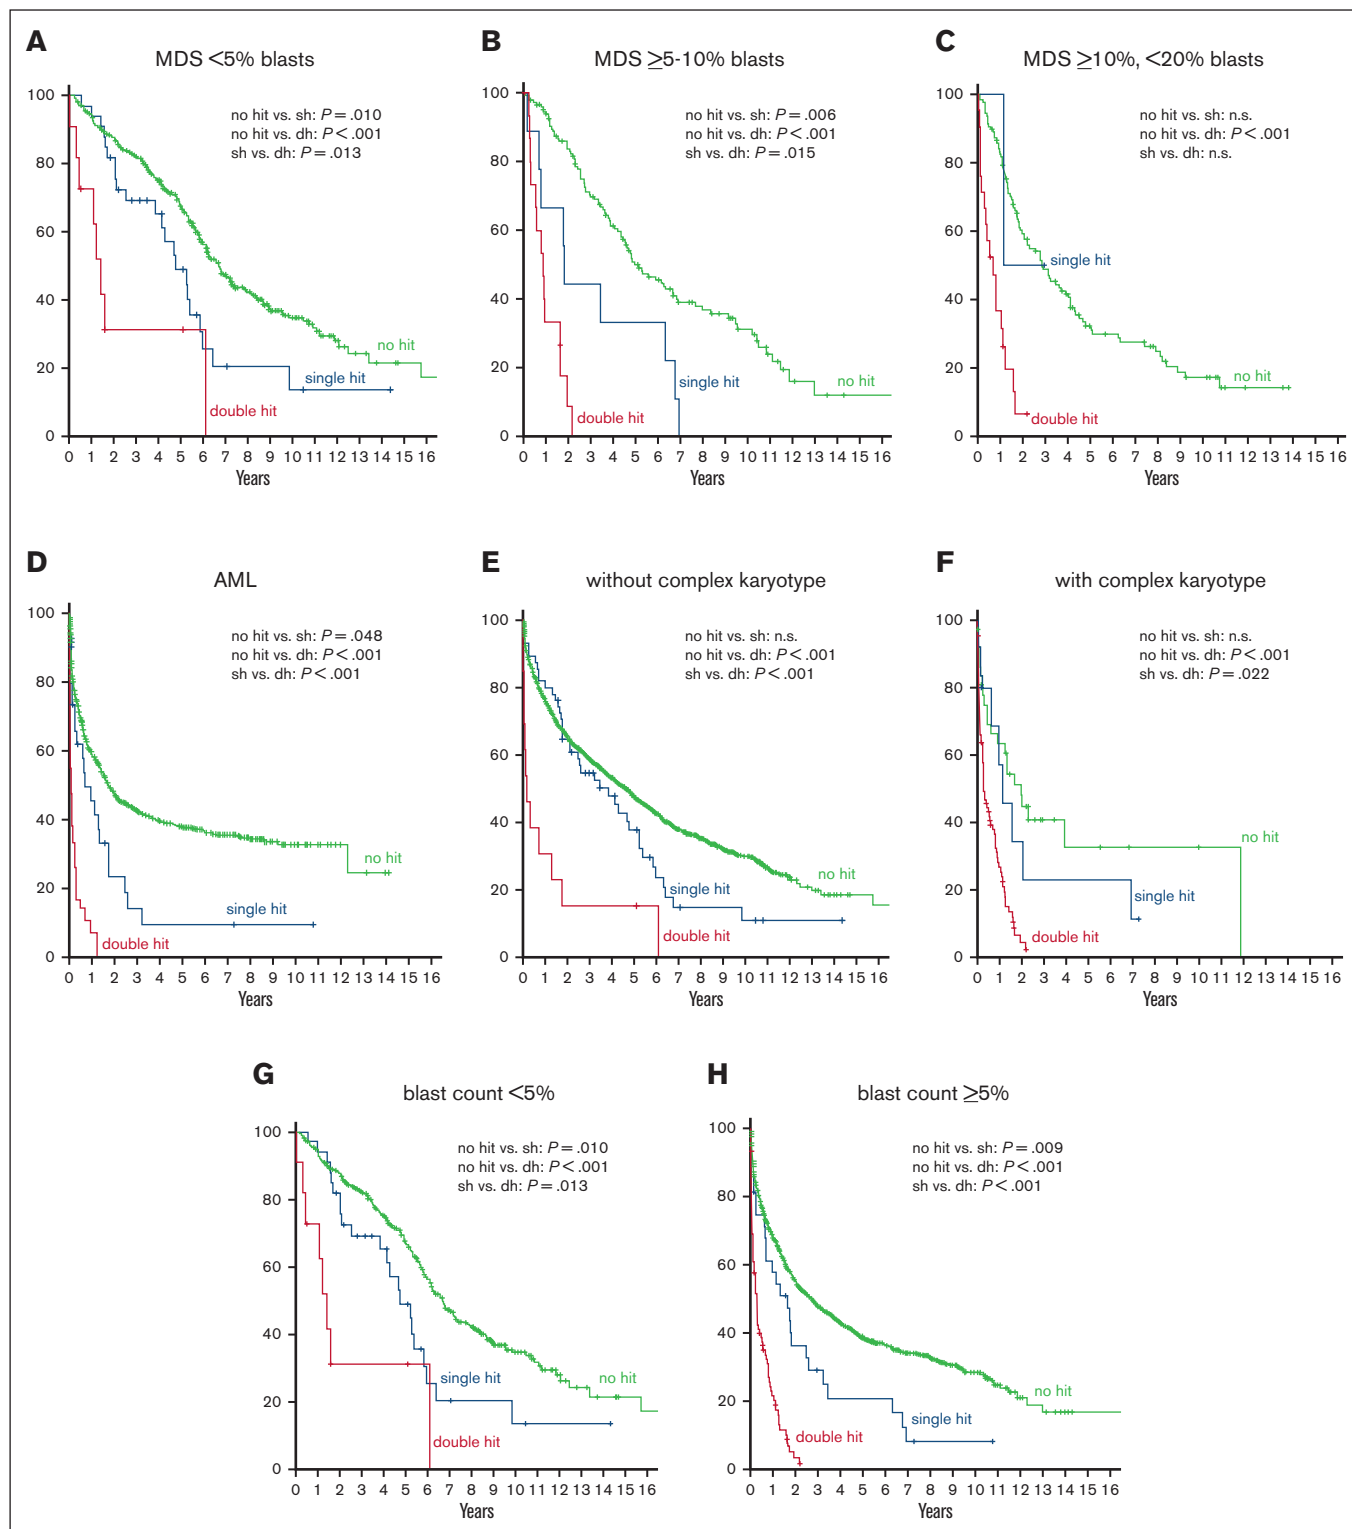 A
MDS <5% blasts
no hit vs. sh: P = .010
no hit vs. dh: P < .001
sh vs. dh: P = .013
100
80
60
40
20
0
no hit
single hit
double hit
0 1 2 3 4 5 6 7 8 9 10 11 12 13 14 15 16
Years
B
MDS ≥5-10% blasts
no hit vs. sh: P = .006
no hit vs. dh: P < .001
sh vs. dh: P = .015
100
80
60
40
20
0
single hit
no hit
double hit
0 1 2 3 4 5 6 7 8 9 10 11 12 13 14 15 16
Years
C
MDS ≥10%, <20% blasts
no hit vs. sh: n.s.
no hit vs. dh: P < .001
sh vs. dh: n.s.
100
80
60
40
20
0
single hit
no hit
double hit
0 1 2 3 4 5 6 7 8 9 10 11 12 13 14 15 16
Years
D
AML
no hit vs. sh: P = .048
no hit vs. dh: P < .001
sh vs. dh: P < .001
100
80
60
40
20
0
no hit
single hit
double hit
0 1 2 3 4 5 6 7 8 9 10 11 12 13 14 15 16
Years
E
without complex karyotype
no hit vs. sh: n.s.
no hit vs. dh: P < .001
sh vs. dh: P < .001
100
80
60
40
20
0
no hit
single hit
double hit
0 1 2 3 4 5 6 7 8 9 10 11 12 13 14 15 16
Years
F
with complex karyotype
no hit vs. sh: n.s.
no hit vs. dh: P < .001
sh vs. dh: P = .022
100
80
60
40
20
0
no hit
single hit
double hit
0 1 2 3 4 5 6 7 8 9 10 11 12 13 14 15 16
Years
G
blast count <5%
no hit vs. sh: P = .010
no hit vs. dh: P < .001
sh vs. dh: P = .013
100
80
60
40
20
0
single hit
no hit
double hit
0 1 2 3 4 5 6 7 8 9 10 11 12 13 14 15 16
Years
H
blast count ≥5%
no hit vs. sh: P = .009
no hit vs. dh: P < .001
sh vs. dh: P < .001
100
80
60
40
20
0
no hit
single hit
double hit
0 1 2 3 4 5 6 7 8 9 10 11 12 13 14 15 16
Years